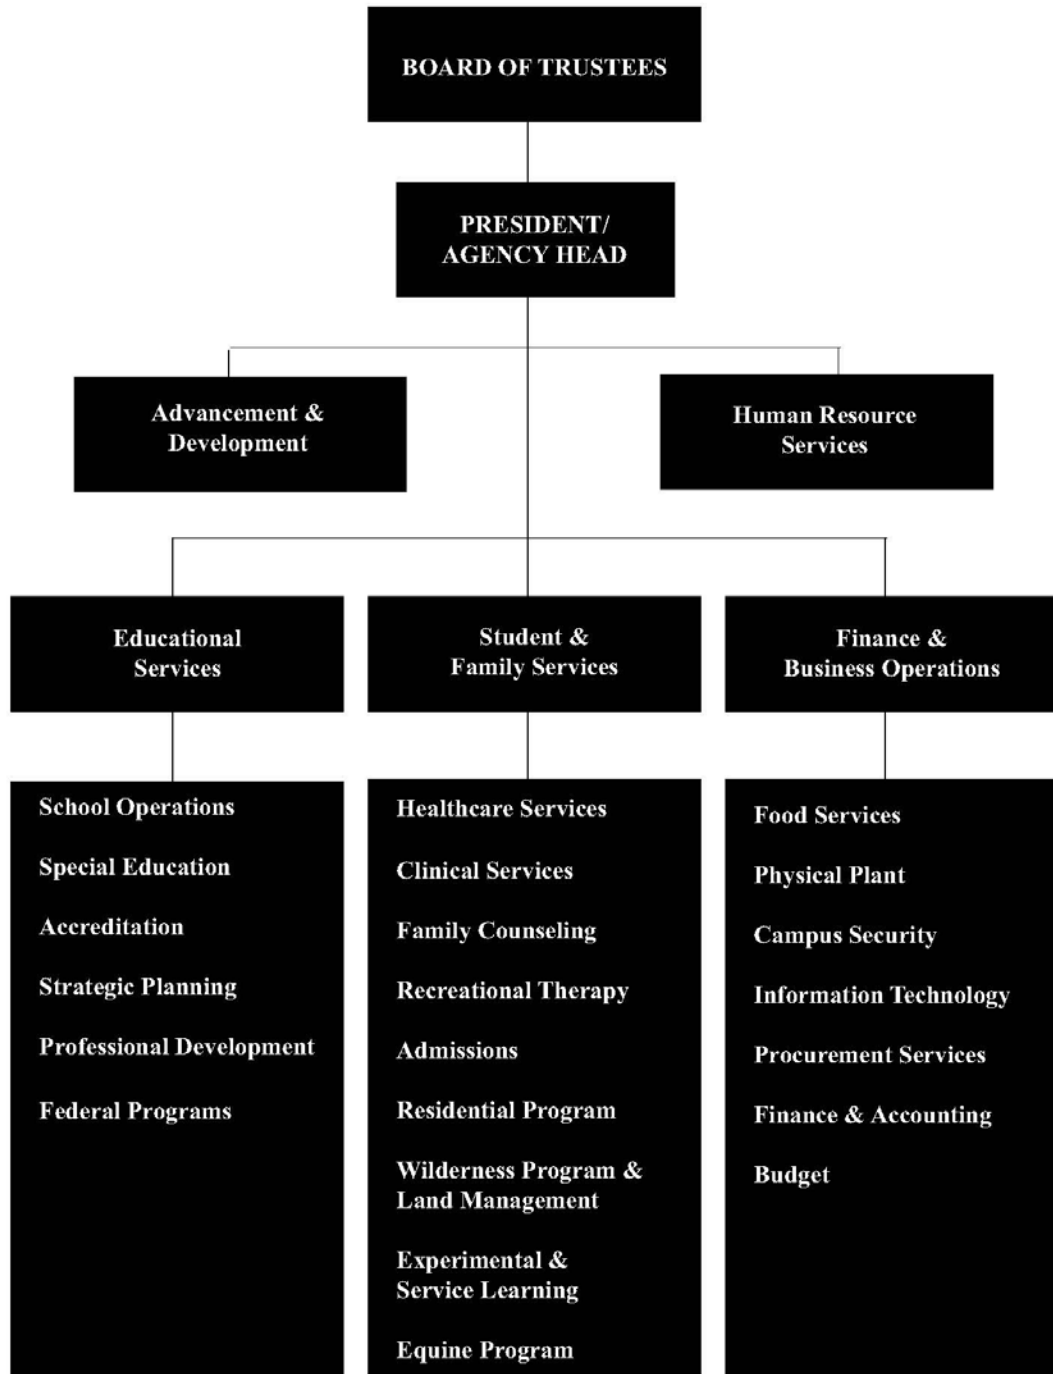 BOARD OF TRUSTEES
PRESIDENT/
AGENCY HEAD
Advancement &
Development
Human Resource
Services
Educational
Services
Student &
Family Services
Finance &
Business Operations
School Operations
Special Education
Accreditation
Strategic Planning
Professional Development
Federal Programs
Healthcare Services
Clinical Services
Family Counseling
Recreational Therapy
Admissions
Residential Program
Wilderness Program &
Land Management
Experimental &
Service Learning
Equine Program
Food Services
Physical Plant
Campus Security
Information Technology
Procurement Services
Finance & Accounting
Budget